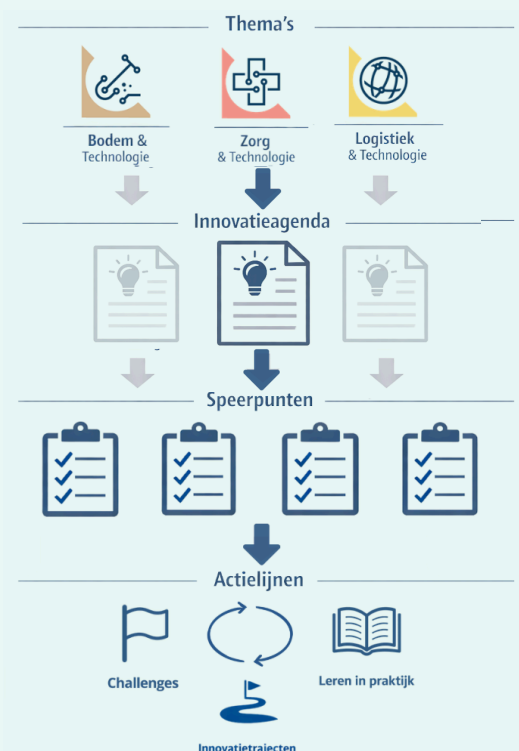 Thema's
Bodem &
Technologie
Zorg
& Technologie
Logistiek
& Technologie
Innovatieagenda
Speerpunten
Actielijnen
Challenges
Leren in praktijk
Innovatietrajecten